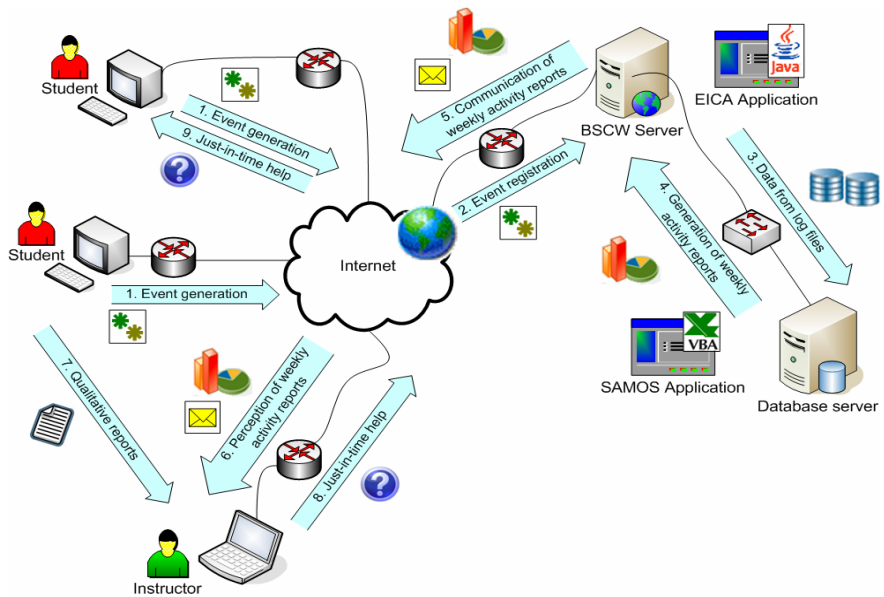 Student
1. Event generation
9. Just-in-time help
5. Communication of
weekly activity reports
BSCW Server
Java
EICA Application
2. Event registration
3. Data from log files
4. Generation of weekly
activity reports
Student
1. Event generation
Internet
VBA
SAMOS Application
Database server
7. Qualitative reports
6. Perception of weekly
activity reports
8. Just-in-time help
?
?
Instructor